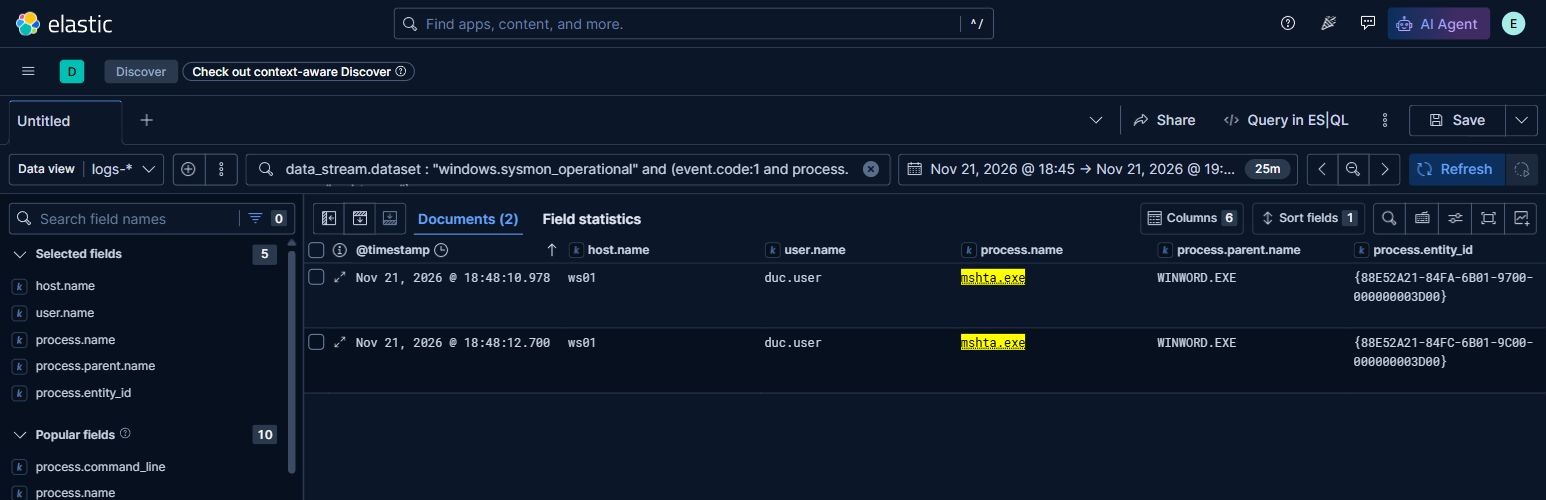 elastic
Find apps, content, and more.
^/
AI Agent
E
D
Discover
Check out context-aware Discover
Untitled
Share
Query in ES|QL
Save
Data view
logs-*
data_stream.dataset : "windows.sysmon_operational" and (event.code:1 and process.
Nov 21, 2026 @ 18:45 → Nov 21, 2026 @ 19:...
25m
Refresh
Search field names
0
Documents (2)
Field statistics
Columns 6
Sort fields 1
Selected fields 5
k host.name
k user.name
k process.name
k process.parent.name
k process.entity_id
Popular fields 10
k process.command_line
k process.name
@timestamp k host.name k user.name k process.name k process.parent.name k process.entity_id
Nov 21, 2026 @ 18:48:10.978 ws01 duc.user mshta.exe WINWORD.EXE {88E52A21-84FA-6B01-9700-
000000003D00}
Nov 21, 2026 @ 18:48:12.700 ws01 duc.user mshta.exe WINWORD.EXE {88E52A21-84FC-6B01-9C00-
000000003D00}